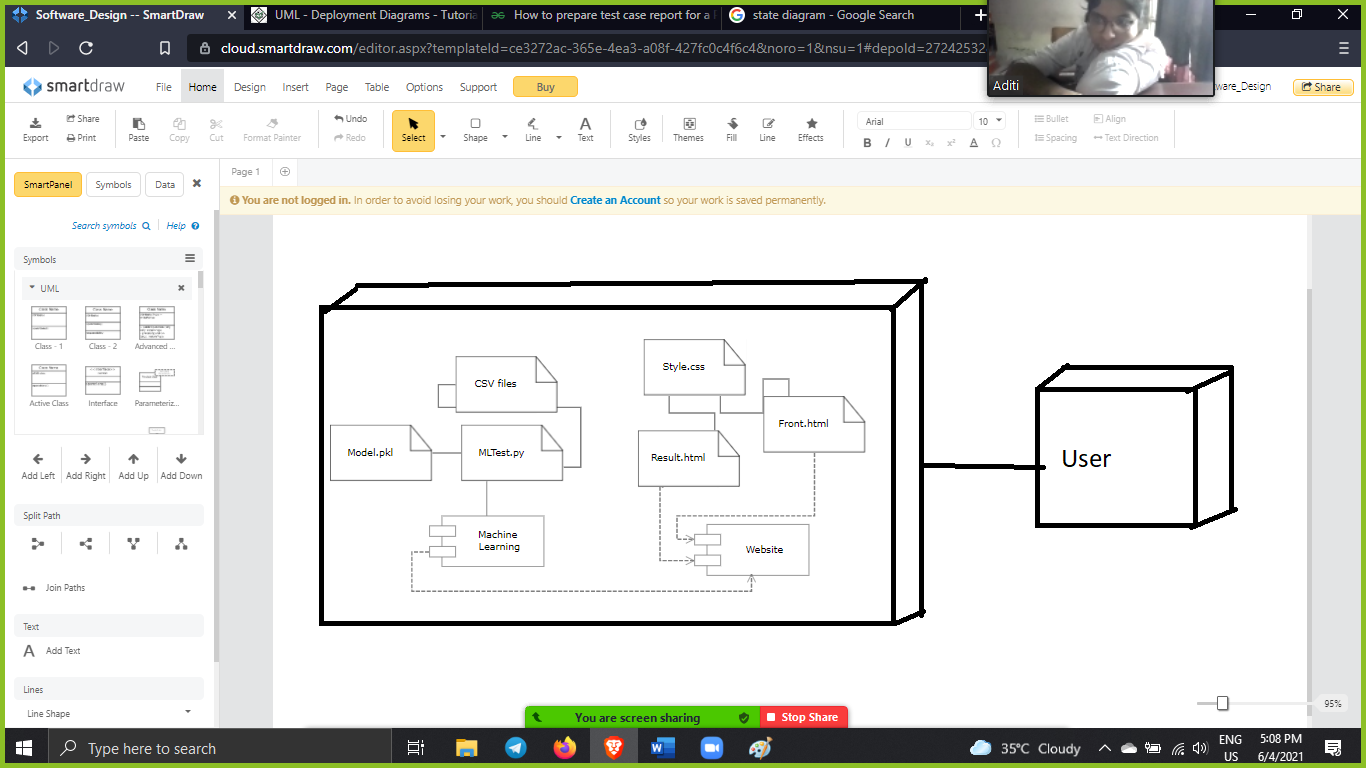 Software_Design -- SmartDraw
UML - Deployment Diagrams - Tutoria
How to prepare test case report for a
state diagram - Google Search
cloud.smartdraw.com/editor.aspx?templateId=ce3272ac-365e-4ea3-a08f-427fc0c4f6c4&noro=1&nsu=1#depoId=27242532
Aditi
smartdraw
File Home Design Insert Page Table Options Support Buy
ware_Design Share
Export Share Print Paste Copy Cut Format Painter Undo Redo Select Shape Line Text Styles Themes Fill Line Effects
Arial 10
B I U x₂ x² A Ω
Bullet Align
Spacing Text Direction
SmartPanel Symbols Data
Page 1
You are not logged in. In order to avoid losing your work, you should Create an Account so your work is saved permanently.
Search symbols Help
Symbols
UML
Class - 1 Class - 2 Advanced ...
Active Class Interface Parameteriz...
Add Left Add Right Add Up Add Down
Split Path
Join Paths
Text
A Add Text
Lines
Line Shape
CSV files
Style.css
Front.html
Model.pkl
MLTest.py
Result.html
Machine
Learning
Website
User
95%
You are screen sharing Stop Share
Type here to search
35°C Cloudy
ENG
US
5:08 PM
6/4/2021